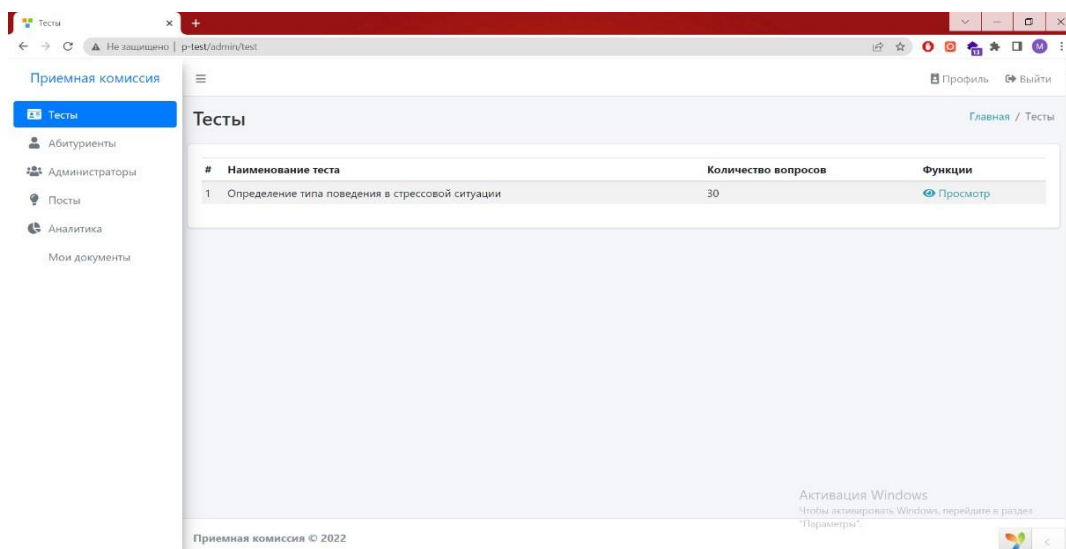 Тесты
Не защищено | p-test/admin/test
13
M
Приемная комиссия
Профиль Выйти
Тесты
Абитуриенты
Администраторы
Посты
Аналитика
Мои документы
Тесты
Главная / Тесты
# Наименование теста Количество вопросов Функции
1 Определение типа поведения в стрессовой ситуации 30 Просмотр
Активация Windows
Чтобы активировать Windows, перейдите в раздел
"Параметры".
Приемная комиссия © 2022